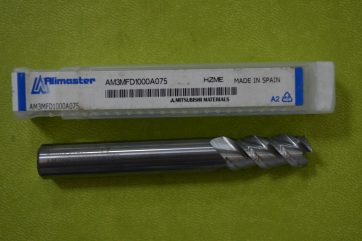 Alimaster
AM3MFD1000A075
HZME
MADE IN SPAIN
AM3MFD1000A075
MITSUBISHI MATERIALS
A2